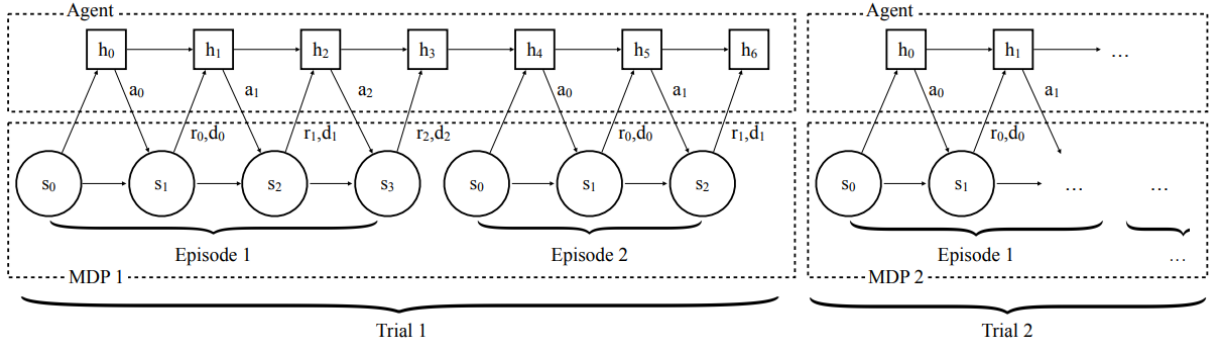 Agent Agent
h0 h1 h2 h3 h4 h5 h6 h0 h1 ...
a0 a1 a2 a0 a1 a0 a1
r0,d0 r1,d1 r2,d2 r0,d0 r1,d1 r0,d0
s0 s1 s2 s3 s0 s1 s2 s0 s1 ... ...
Episode 1 Episode 2 Episode 1 ...
MDP 1 MDP 2
Trial 1 Trial 2